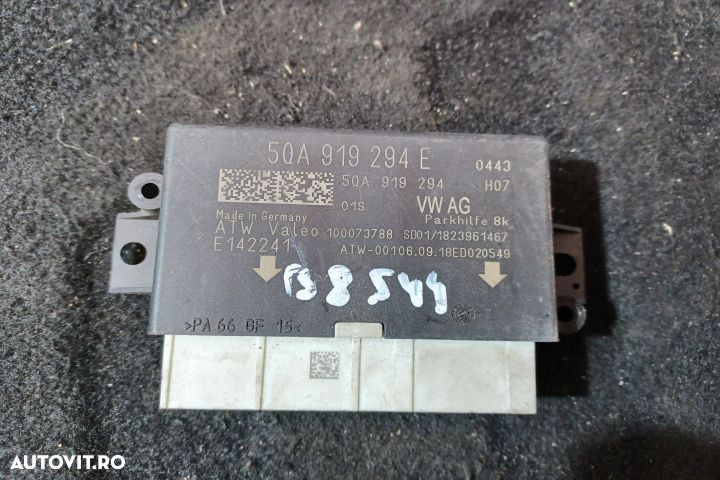 5QA 919 294 E 0443
5QA 919 294 H07
01S VW AG
Made in Germany Parkhilfe 8k
ATW Valeo 100073788 SD01/1823961467
E142241 ATW-00106.09.18ED020549
B8544
>PA 66 GF 15<
AUTOVIT.RO